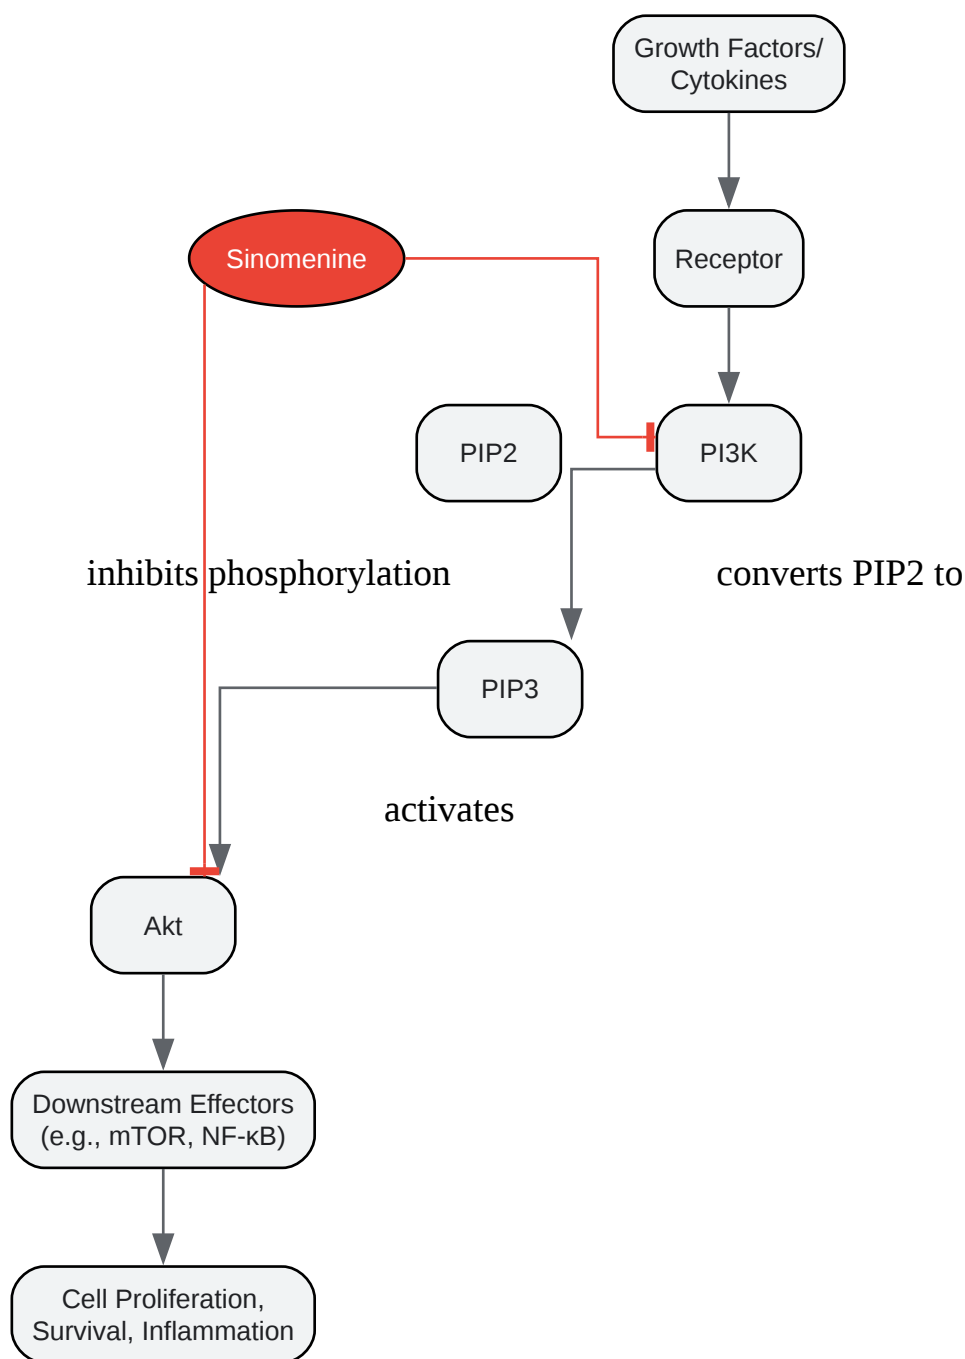 Growth Factors/
Cytokines
Sinomenine
Receptor
PIP2
PI3K
inhibits phosphorylation
converts PIP2 to
PIP3
activates
Akt
Downstream Effectors
(e.g., mTOR, NF-κB)
Cell Proliferation,
Survival, Inflammation